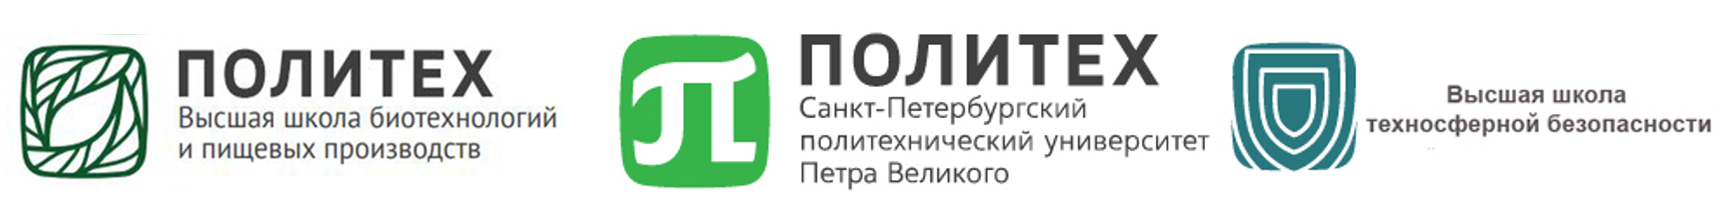 ПОЛИТЕХ
Высшая школа биотехнологий
и пищевых производств
П
ПОЛИТЕХ
Санкт-Петербургский
политехнический университет
Петра Великого
Высшая школа
техносферной безопасности